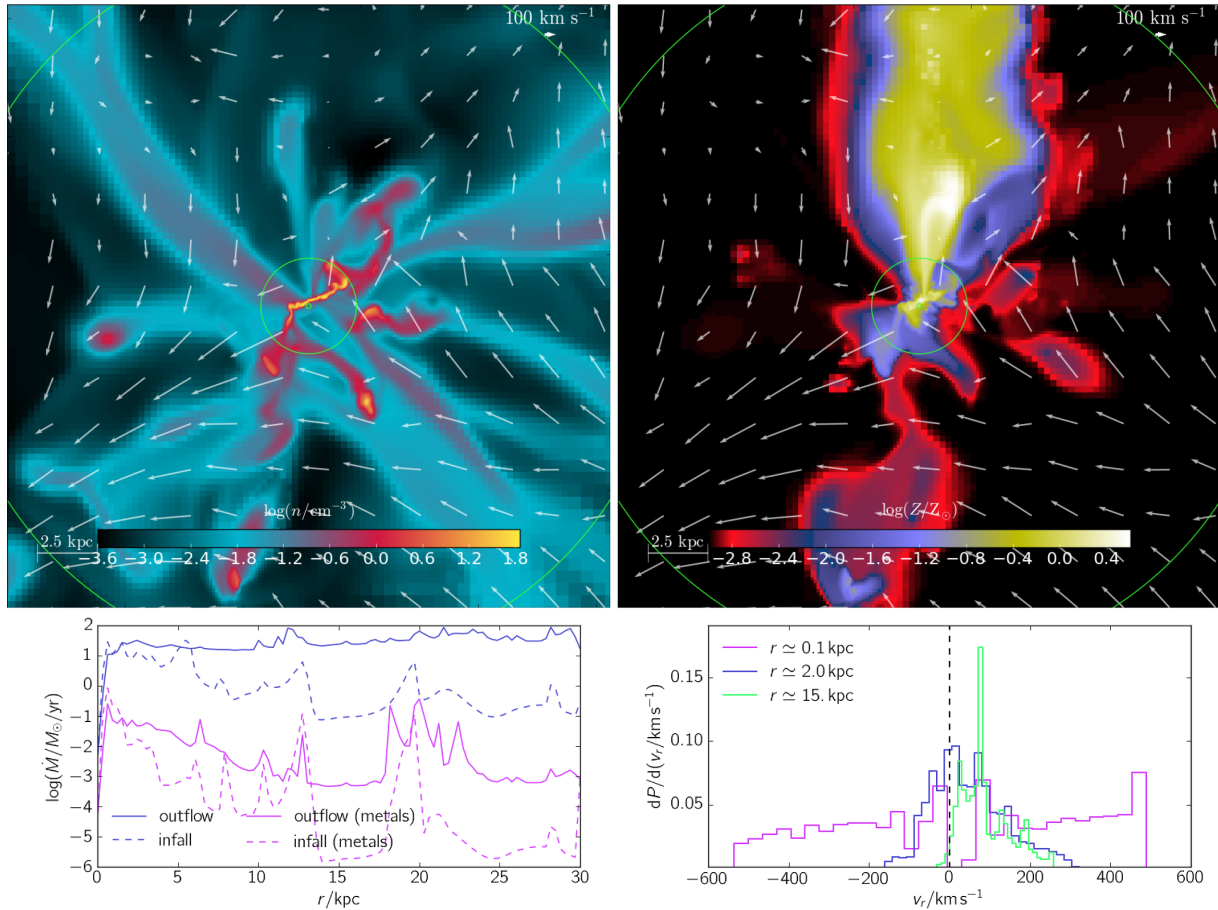 100 km s⁻¹
100 km s⁻¹
log(n/cm⁻³)
2.5 kpc
−3.6 −3.0 −2.4 −1.8 −1.2 −0.6 0.0 0.6 1.2 1.8
log(Z/Z⊙)
2.5 kpc
−2.8 −2.4 −2.0 −1.6 −1.2 −0.8 −0.4 0.0 0.4
log(Ṁ/M⊙/yr)
2
1
0
−1
−2
−3
−4
−5
−6
outflow
infall
outflow (metals)
infall (metals)
0 5 10 15 20 25 30
r/kpc
dP/d(vᵣ/km s⁻¹)
0.15
0.10
0.05
r ≃ 0.1 kpc
r ≃ 2.0 kpc
r ≃ 15. kpc
−600 −400 −200 0 200 400 600
vᵣ/km s⁻¹